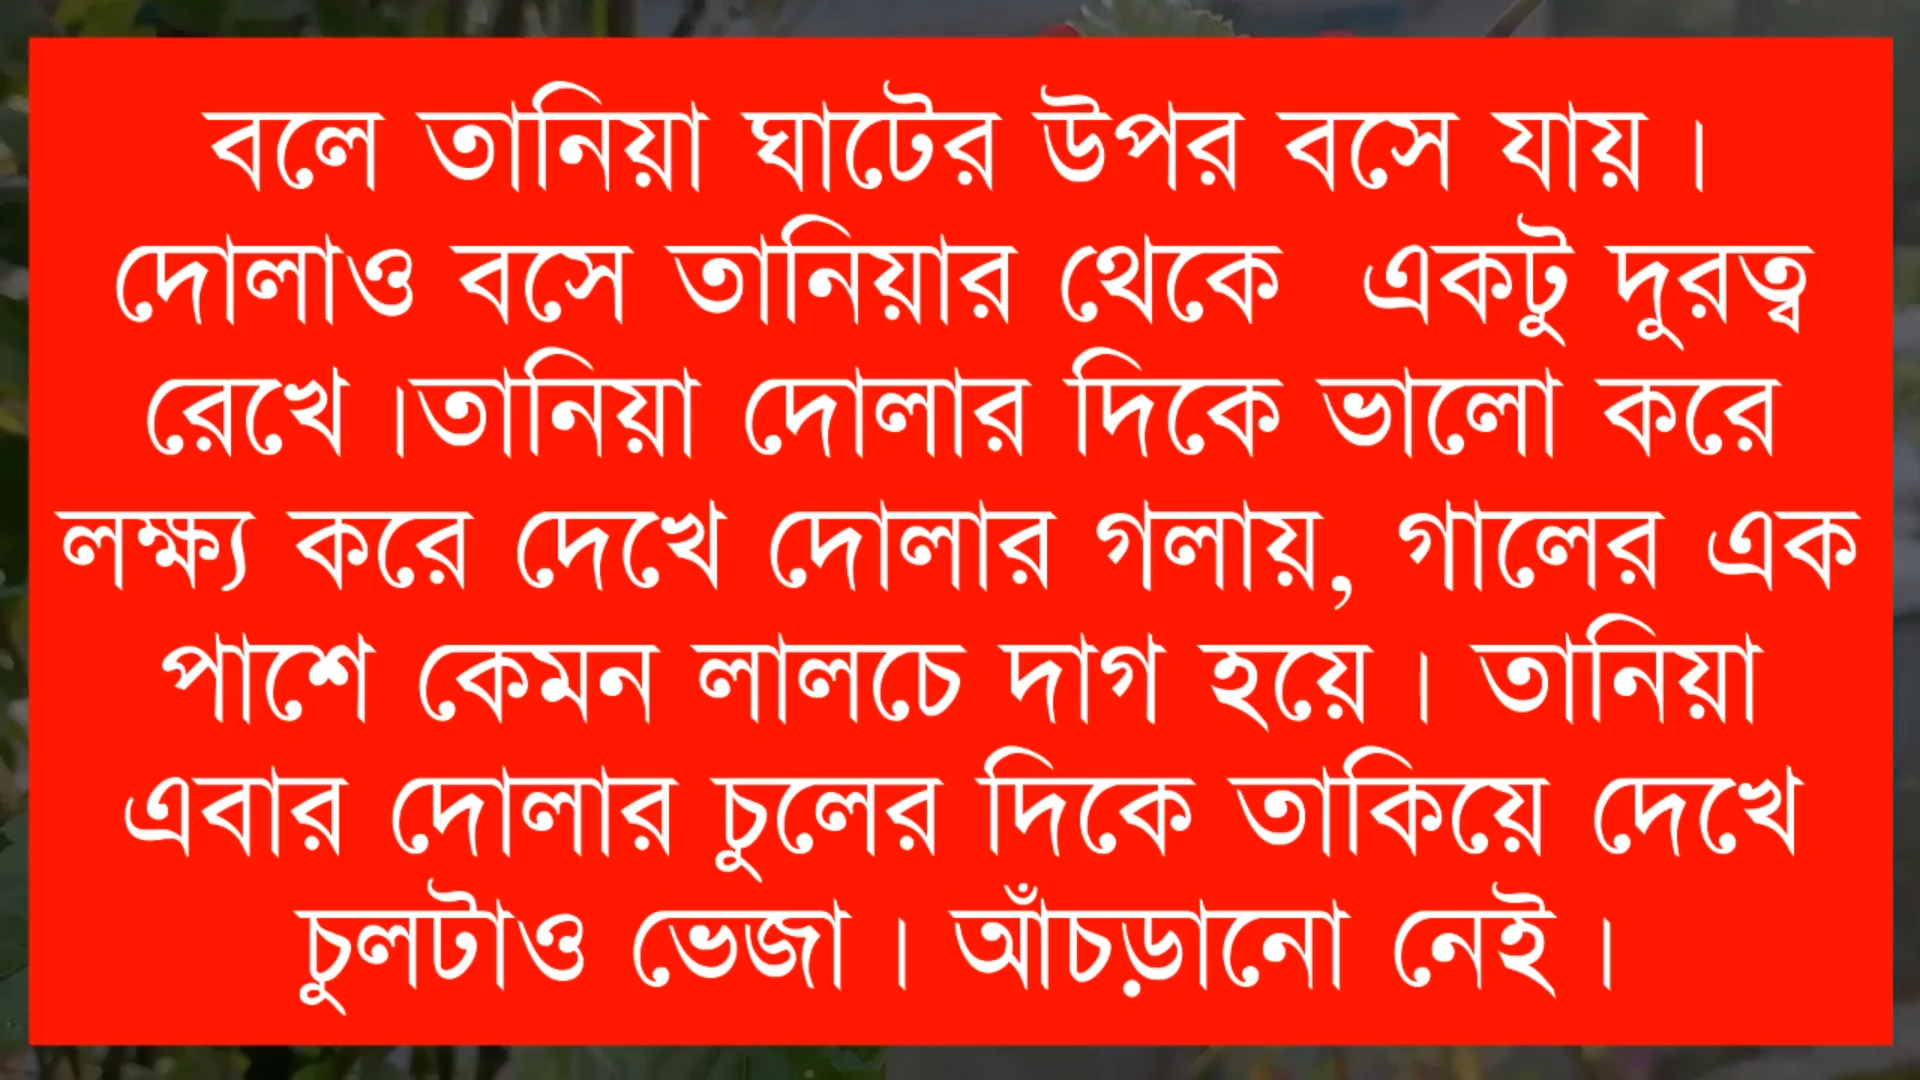 বলে তানিয়া ঘাটের উপর বসে যায় ।
দোলাও বসে তানিয়ার থেকে একটু দুরত্ব
রেখে ।তানিয়া দোলার দিকে ভালো করে
লক্ষ্য করে দেখে দোলার গলায়, গালের এক
পাশে কেমন লালচে দাগ হয়ে । তানিয়া
এবার দোলার চুলের দিকে তাকিয়ে দেখে
চুলটাও ভেজা । আঁচড়ানো নেই ।